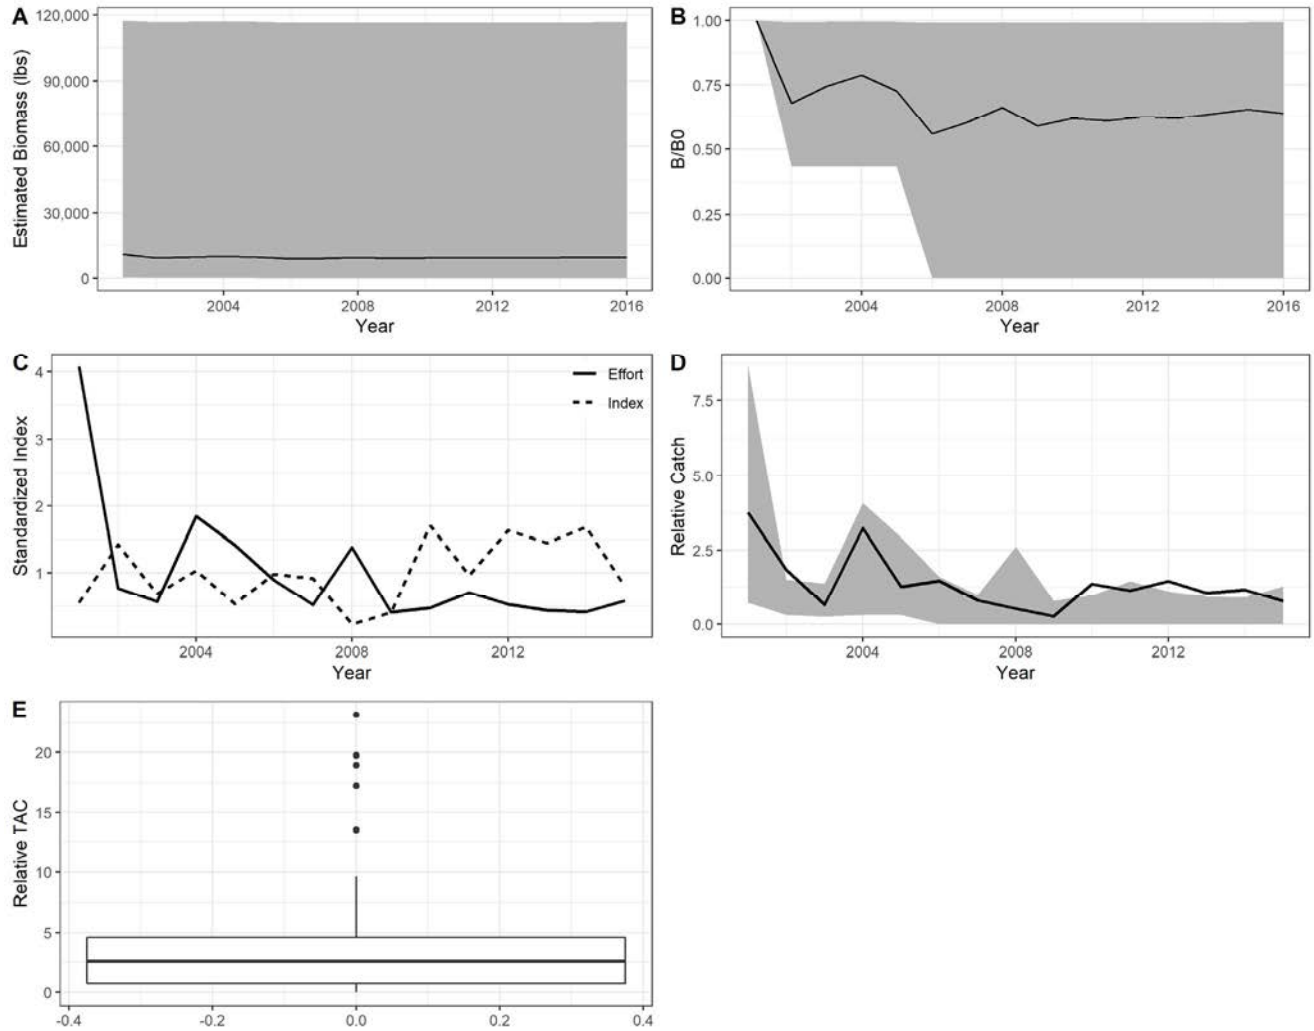 A
Estimated Biomass (lbs)
120,000
90,000
60,000
30,000
0
2004 2008 2012 2016
Year
B
B/B0
1.00
0.75
0.50
0.25
0.00
2004 2008 2012 2016
Year
C
Standardized Index
4
3
2
1
Effort
Index
2004 2008 2012
Year
D
Relative Catch
7.5
5.0
2.5
0.0
2004 2008 2012
Year
E
Relative TAC
20
15
10
5
0
-0.4 -0.2 0.0 0.2 0.4